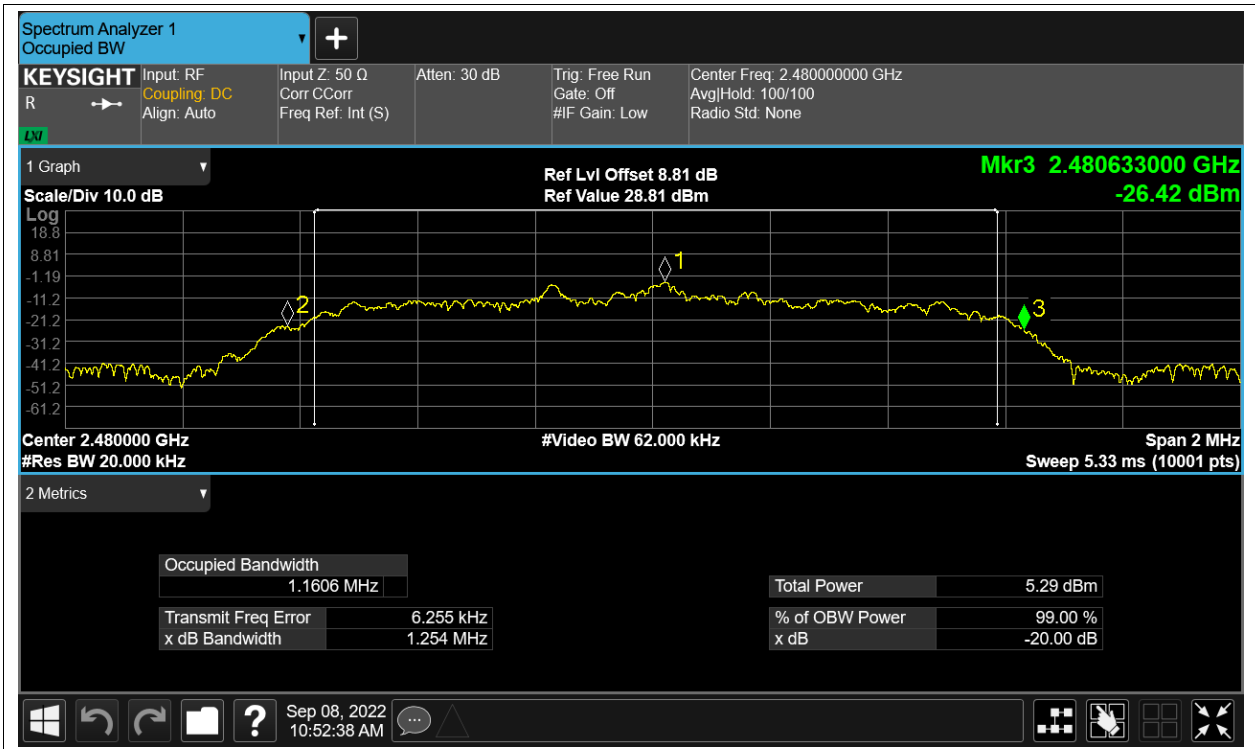 Spectrum Analyzer 1
Occupied BW
KEYSIGHT
R
LXI
Input: RF
Coupling: DC
Align: Auto
Input Z: 50 Ω
Corr CCorr
Freq Ref: Int (S)
Atten: 30 dB
Trig: Free Run
Gate: Off
#IF Gain: Low
Center Freq: 2.480000000 GHz
Avg|Hold: 100/100
Radio Std: None
1 Graph
Scale/Div 10.0 dB
Ref Lvl Offset 8.81 dB
Ref Value 28.81 dBm
Mkr3 2.480633000 GHz
-26.42 dBm
Log
18.8
8.81
-1.19
-11.2
-21.2
-31.2
-41.2
-51.2
-61.2
1
2
3
Center 2.480000 GHz
#Video BW 62.000 kHz
Span 2 MHz
#Res BW 20.000 kHz
Sweep 5.33 ms (10001 pts)
2 Metrics
Occupied Bandwidth
1.1606 MHz
Transmit Freq Error 6.255 kHz
x dB Bandwidth 1.254 MHz
Total Power 5.29 dBm
% of OBW Power 99.00 %
x dB -20.00 dB
?
Sep 08, 2022
10:52:38 AM